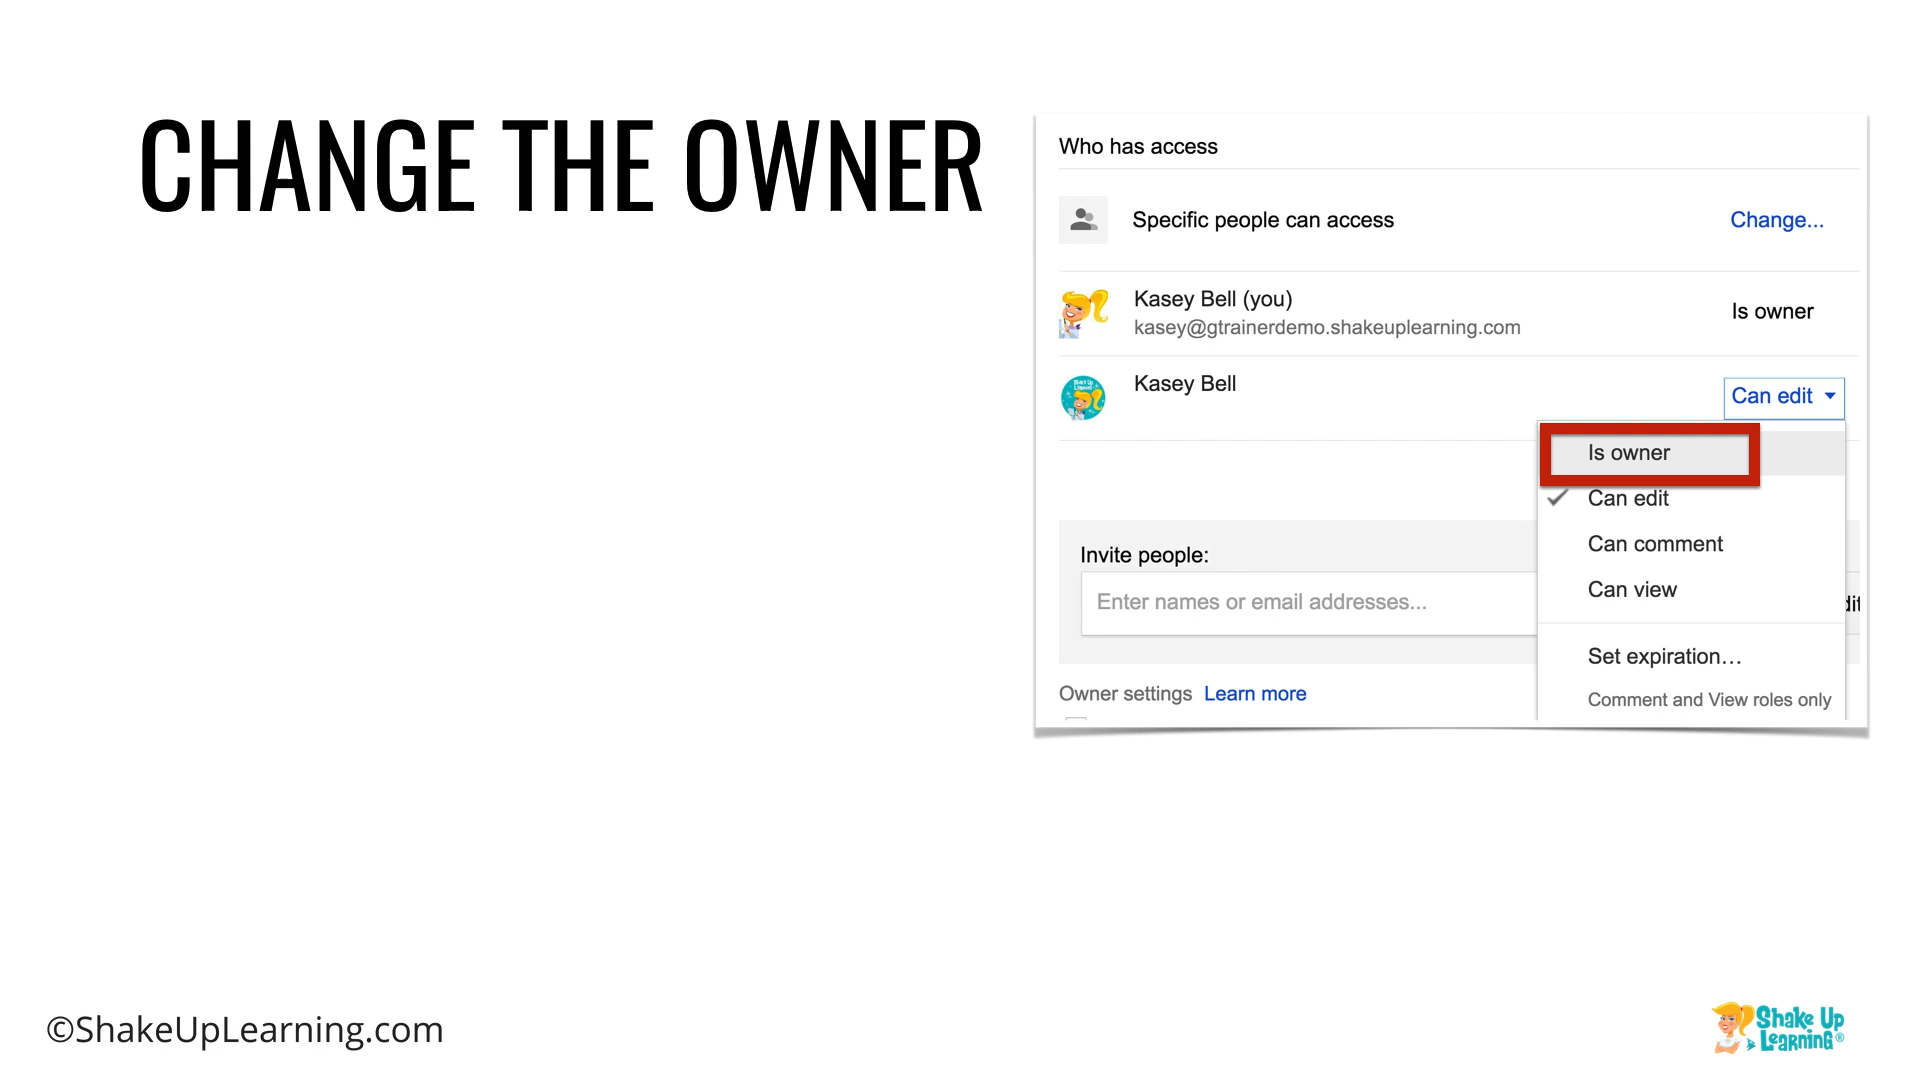 CHANGE THE OWNER
Who has access
Specific people can access
Change...
Kasey Bell (you)
kasey@gtrainerdemo.shakeuplearning.com
Is owner
Kasey Bell
Can edit
Is owner
Can edit
Can comment
Can view
Set expiration…
Comment and View roles only
Invite people:
Enter names or email addresses...
Owner settings Learn more
©ShakeUpLearning.com
Shake Up
Learning®